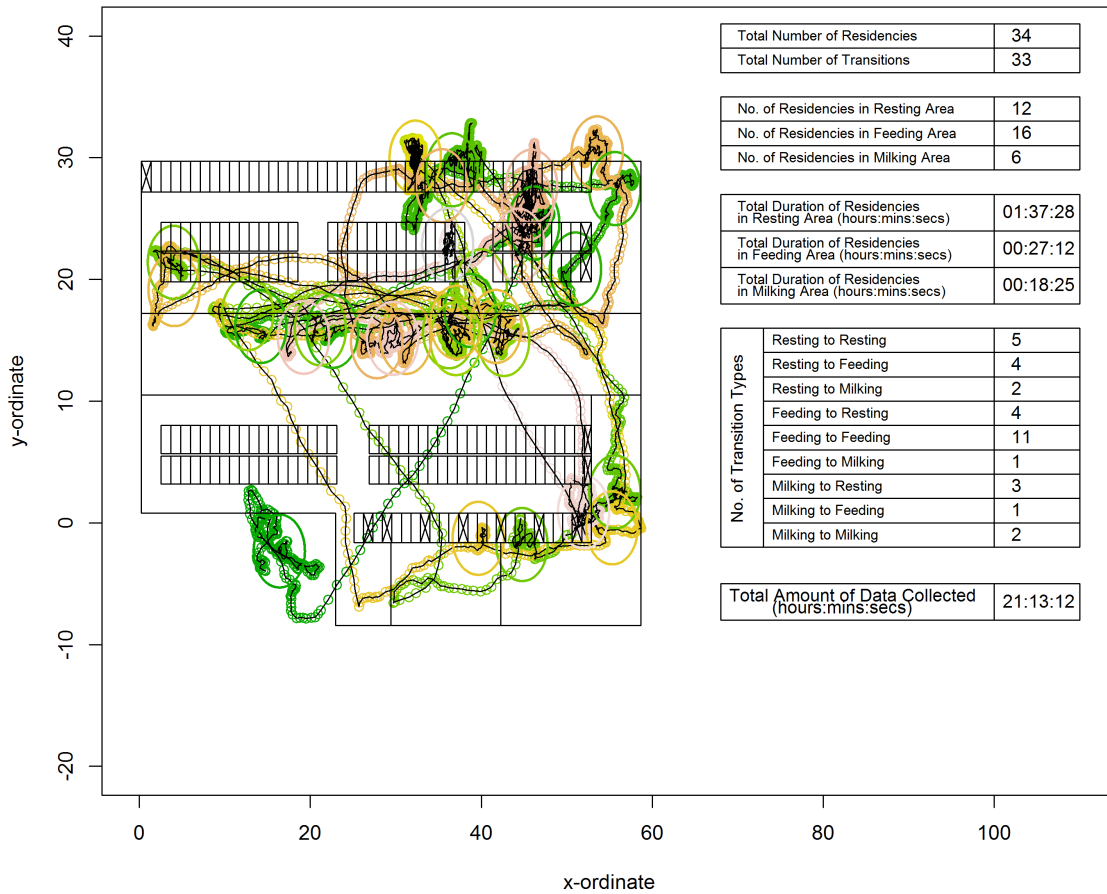 Total Number of Residencies 34
Total Number of Transitions 33
No. of Residencies in Resting Area 12
No. of Residencies in Feeding Area 16
No. of Residencies in Milking Area 6
Total Duration of Residencies
in Resting Area (hours:mins:secs) 01:37:28
Total Duration of Residencies
in Feeding Area (hours:mins:secs) 00:27:12
Total Duration of Residencies
in Milking Area (hours:mins:secs) 00:18:25
No. of Transition Types
Resting to Resting 5
Resting to Feeding 4
Resting to Milking 2
Feeding to Resting 4
Feeding to Feeding 11
Feeding to Milking 1
Milking to Resting 3
Milking to Feeding 1
Milking to Milking 2
Total Amount of Data Collected
(hours:mins:secs) 21:13:12
y-ordinate
40
30
20
10
0
-10
-20
0 20 40 60 80 100
x-ordinate